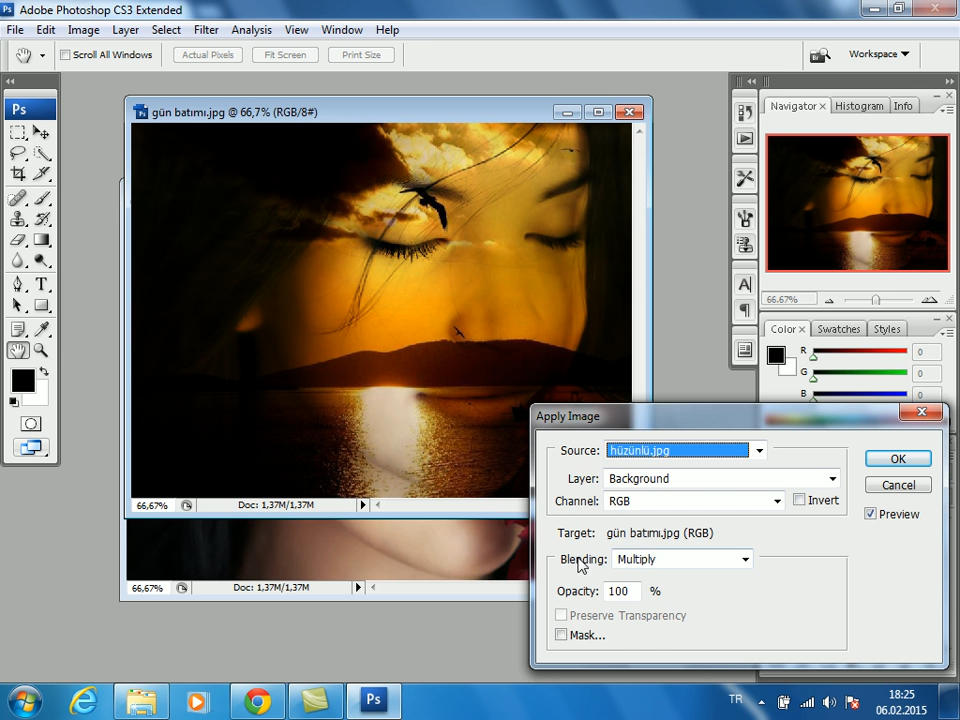 Ps Adobe Photoshop CS3 Extended
File Edit Image Layer Select Filter Analysis View Window Help
Scroll All Windows Actual Pixels Fit Screen Print Size Workspace
Ps
gün batımı.jpg @ 66,7% (RGB/8#)
Navigator × Histogram Info
66.67%
Color × Swatches Styles
R 0
G 0
B
66,67% Doc: 1,37M/1,37M
66,67% Doc: 1,37M/1,37M
Apply Image
Source: hüzünlü.jpg
OK
Layer: Background
Cancel
Channel: RGB Invert
Preview
Target: gün batımı.jpg (RGB)
Blending: Multiply
Opacity: 100 %
Preserve Transparency
Mask...
Ps
TR
18:25
06.02.2015